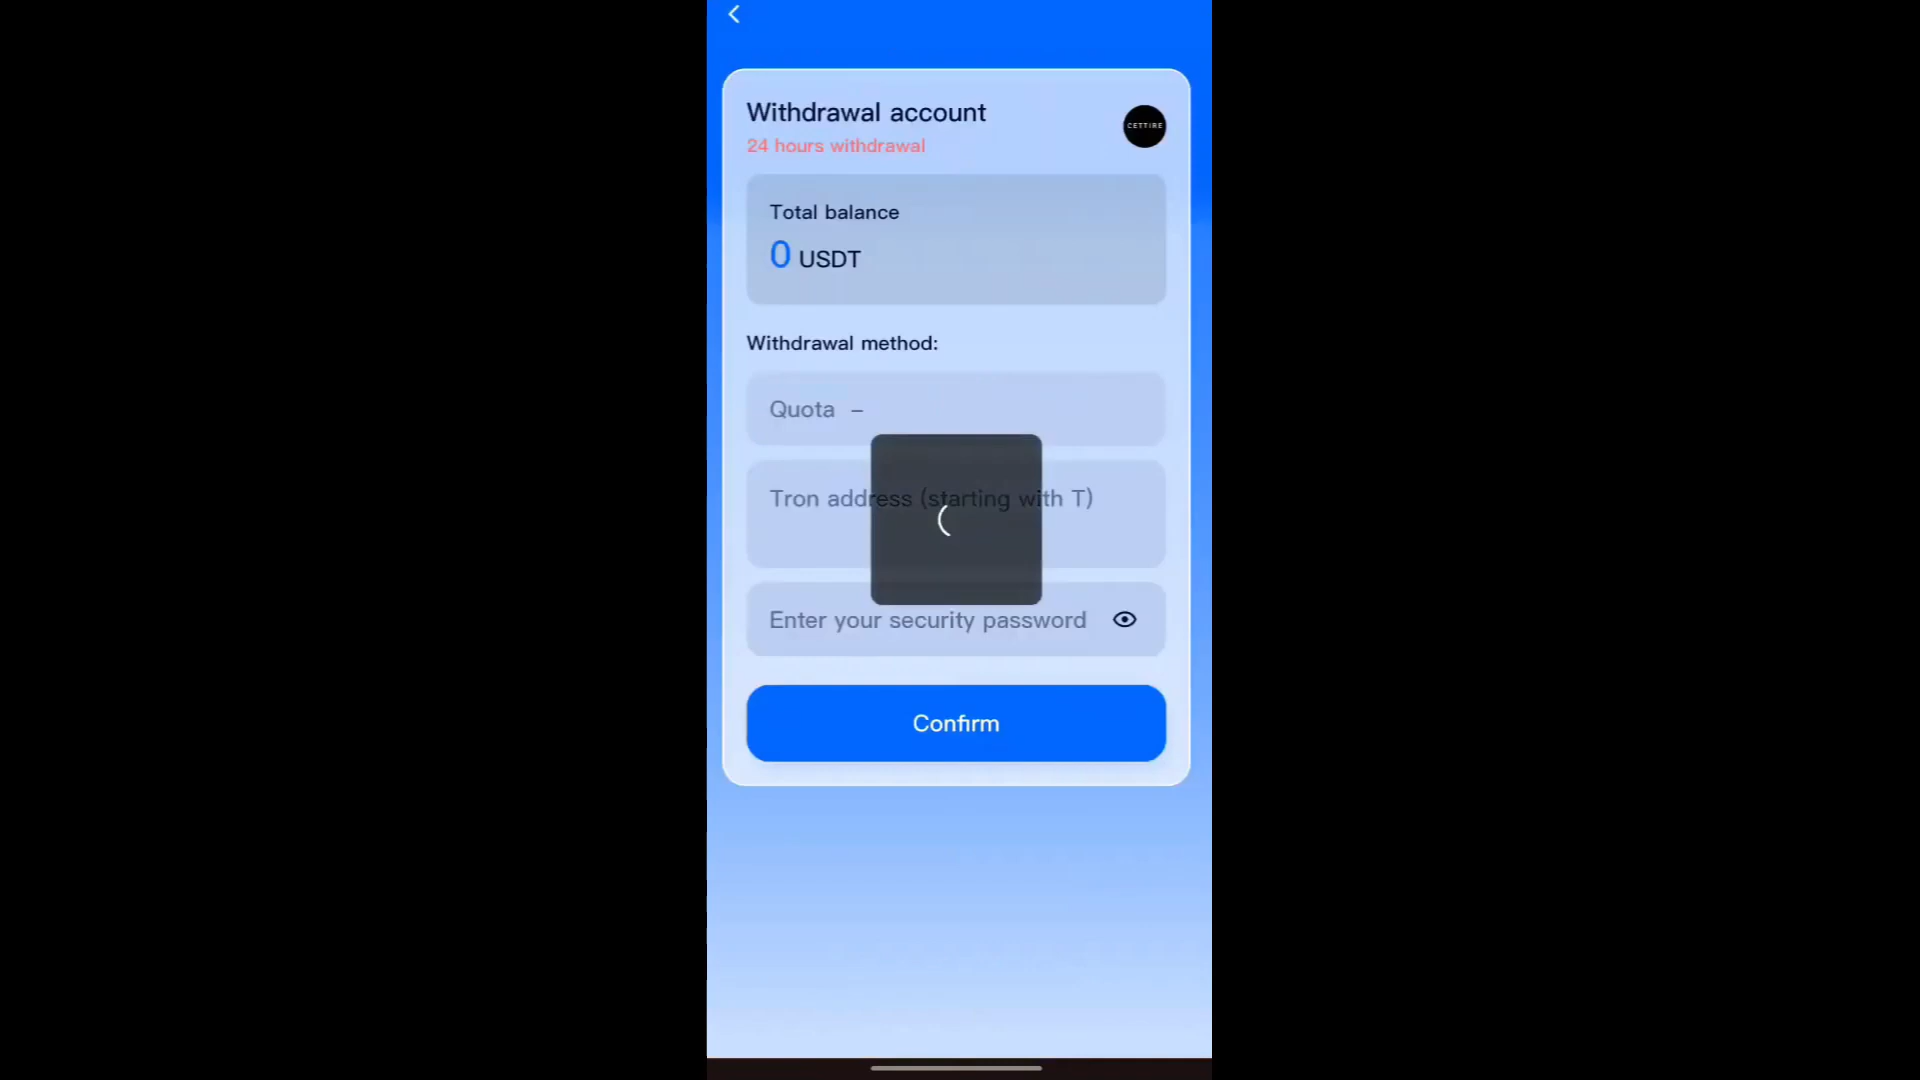 Withdrawal account
CETTIRE
24 hours withdrawal
Total balance
0 USDT
Withdrawal method:
Quota –
Tron address (starting with T)
Enter your security password
Confirm